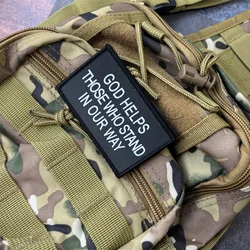 GOD HELPS
THOSE WHO STAND
IN OUR WAY